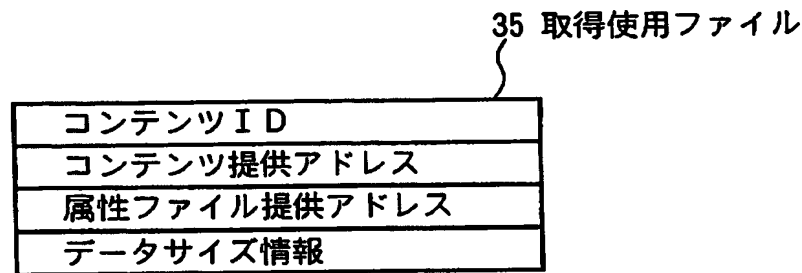 35 取得使用ファイル
コンテンツＩＤ
コンテンツ提供アドレス
属性ファイル提供アドレス
データサイズ情報